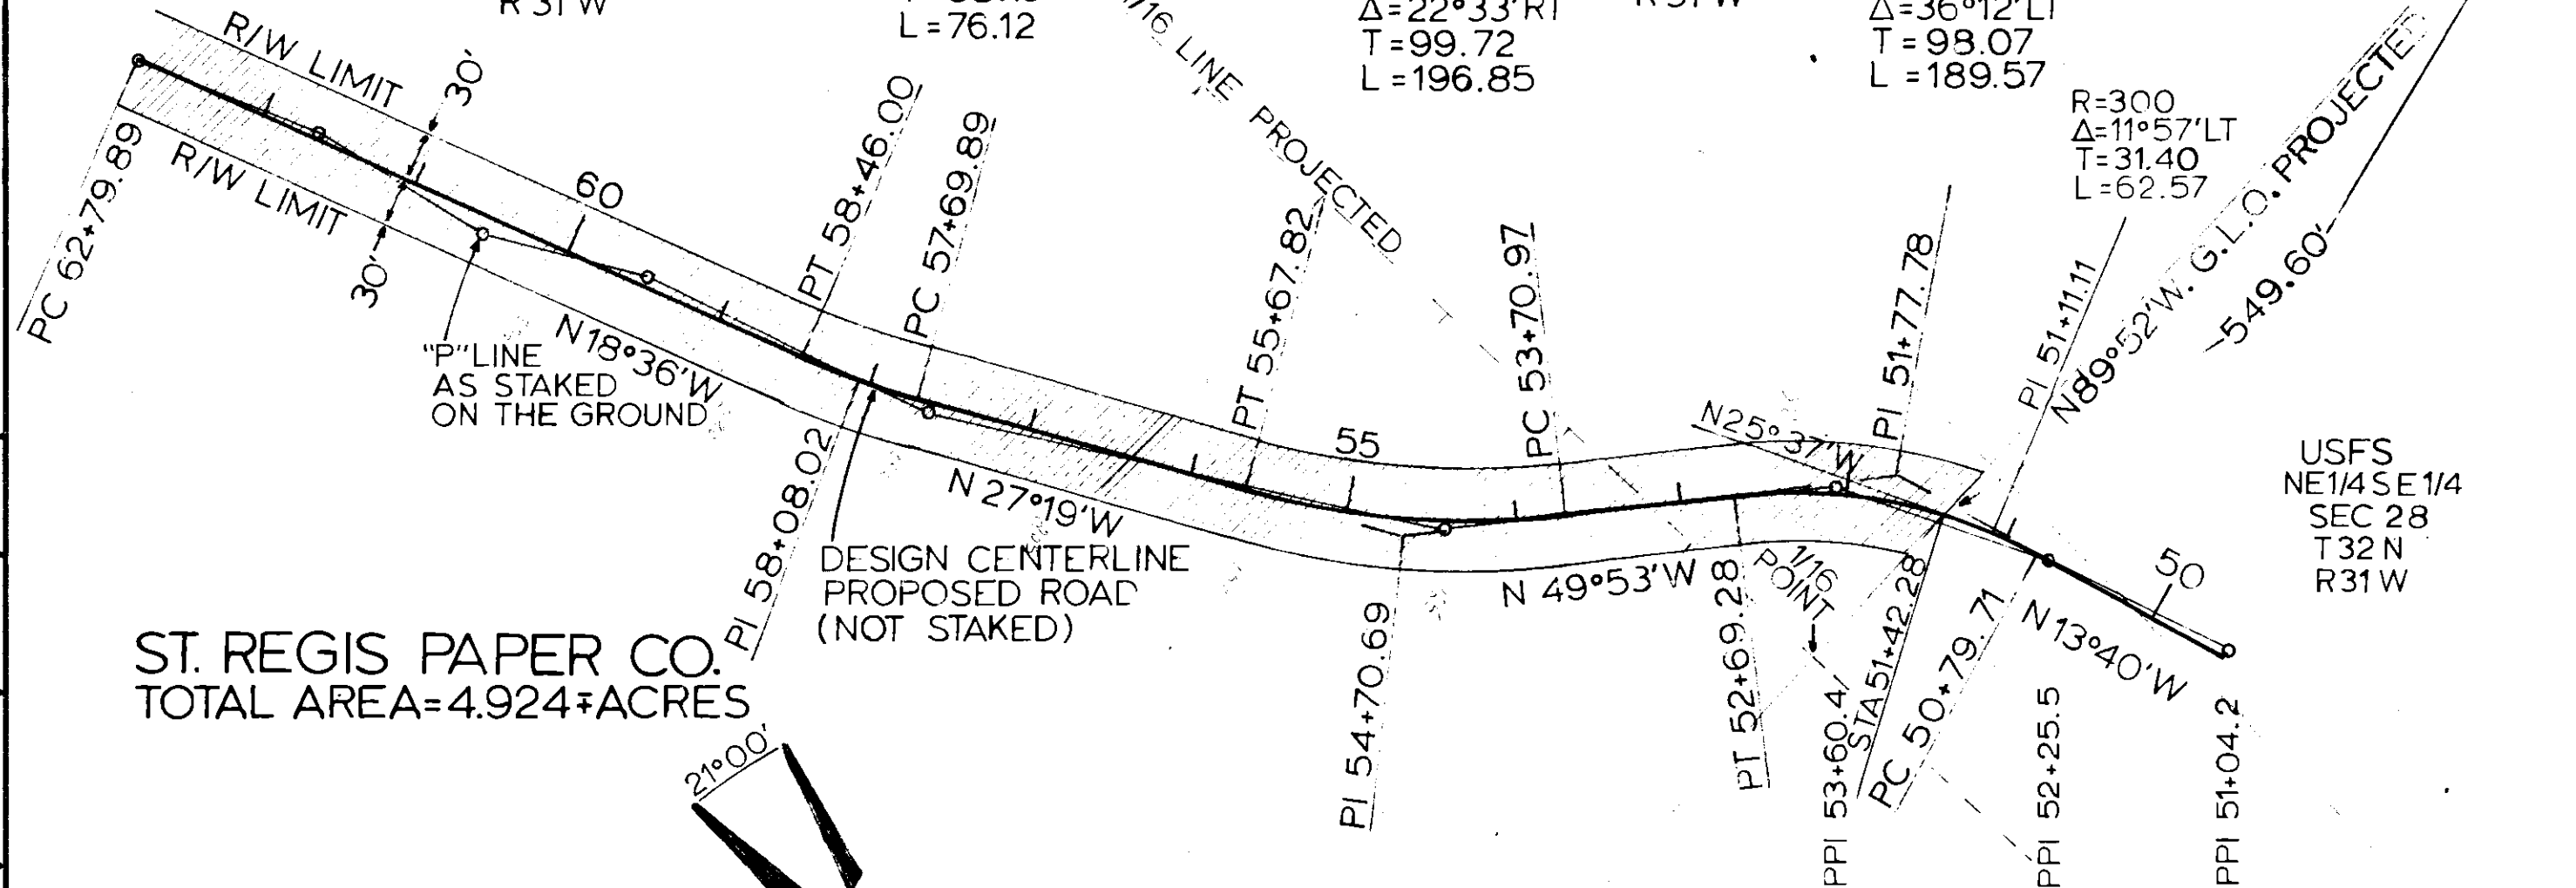 R 31 W
L=76.12
1/16 LINE PROJECTED
Δ=22°33'RT
T=99.72
L=196.85
R 31 W
Δ=36°12'LT
T=98.07
L=189.57
R=300
Δ=11°57'LT
T=31.40
L=62.57
N89°52'W. G.L.O. PROJECTED
-549.60'-
R/W LIMIT
30'
R/W LIMIT
30'
PC 62+79.89
60
PT 58+46.00
PC 57+69.89
PT 55+67.82
55
PC 53+70.97
N25°37'W
PI 51+77.78
PI 51+11.11
"P"LINE
AS STAKED
ON THE GROUND
N18°36'W
N 27°19'W
N 49°53'W
N 13°40'W
50
USFS
NE1/4 SE 1/4
SEC 28
T 32 N
R 31 W
PI 58+08.02
DESIGN CENTERLINE
PROPOSED ROAD
(NOT STAKED)
PI 54+70.69
PT 52+69.28
1/16
POINT
STA 51+42.28
PC 50+79.71
PPI 53+60.4
PPI 52+25.5
PPI 51+04.2
ST. REGIS PAPER CO.
TOTAL AREA=4.924∓ACRES
21°00'